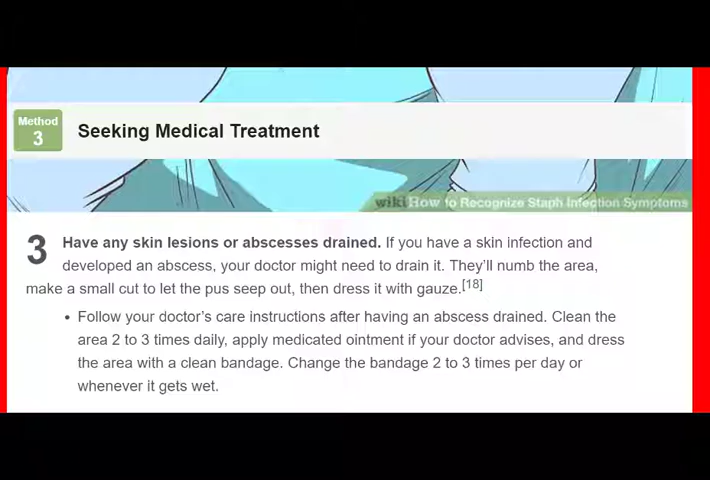 Method
3
Seeking Medical Treatment
wikiHow to Recognize Staph Infection Symptoms
3 Have any skin lesions or abscesses drained. If you have a skin infection and
developed an abscess, your doctor might need to drain it. They’ll numb the area,
make a small cut to let the pus seep out, then dress it with gauze.[18]
• Follow your doctor’s care instructions after having an abscess drained. Clean the
area 2 to 3 times daily, apply medicated ointment if your doctor advises, and dress
the area with a clean bandage. Change the bandage 2 to 3 times per day or
whenever it gets wet.